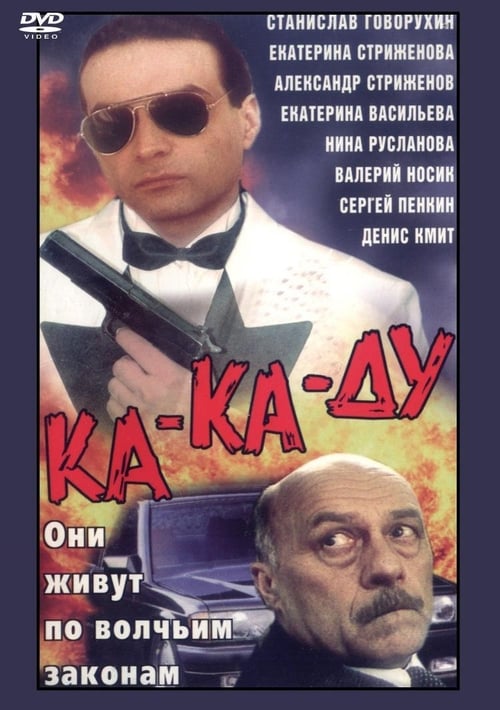 DVD
VIDEO
СТАНИСЛАВ ГОВОРУХИН
ЕКАТЕРИНА СТРИЖЕНОВА
АЛЕКСАНДР СТРИЖЕНОВ
ЕКАТЕРИНА ВАСИЛЬЕВА
НИНА РУСЛАНОВА
ВАЛЕРИЙ НОСИК
СЕРГЕЙ ПЕНКИН
ДЕНИС КМИТ
КА-КА-ДУ
Они
живут
по волчьим
законам